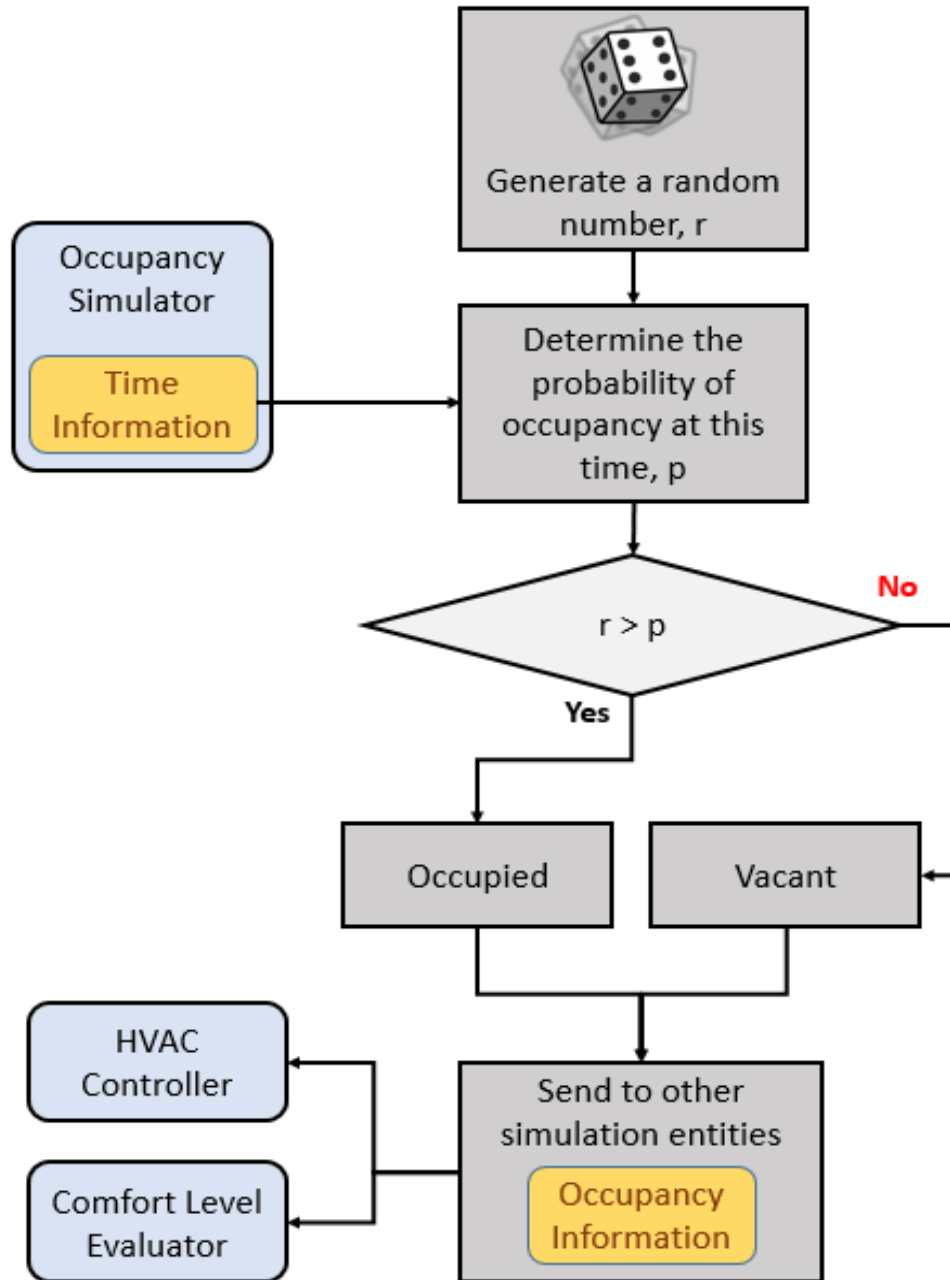 Generate a random
number, r
Occupancy
Simulator
Time
Information
Determine the
probability of
occupancy at this
time, p
No
r > p
Yes
Occupied
Vacant
HVAC
Controller
Send to other
simulation entities
Occupancy
Information
Comfort Level
Evaluator